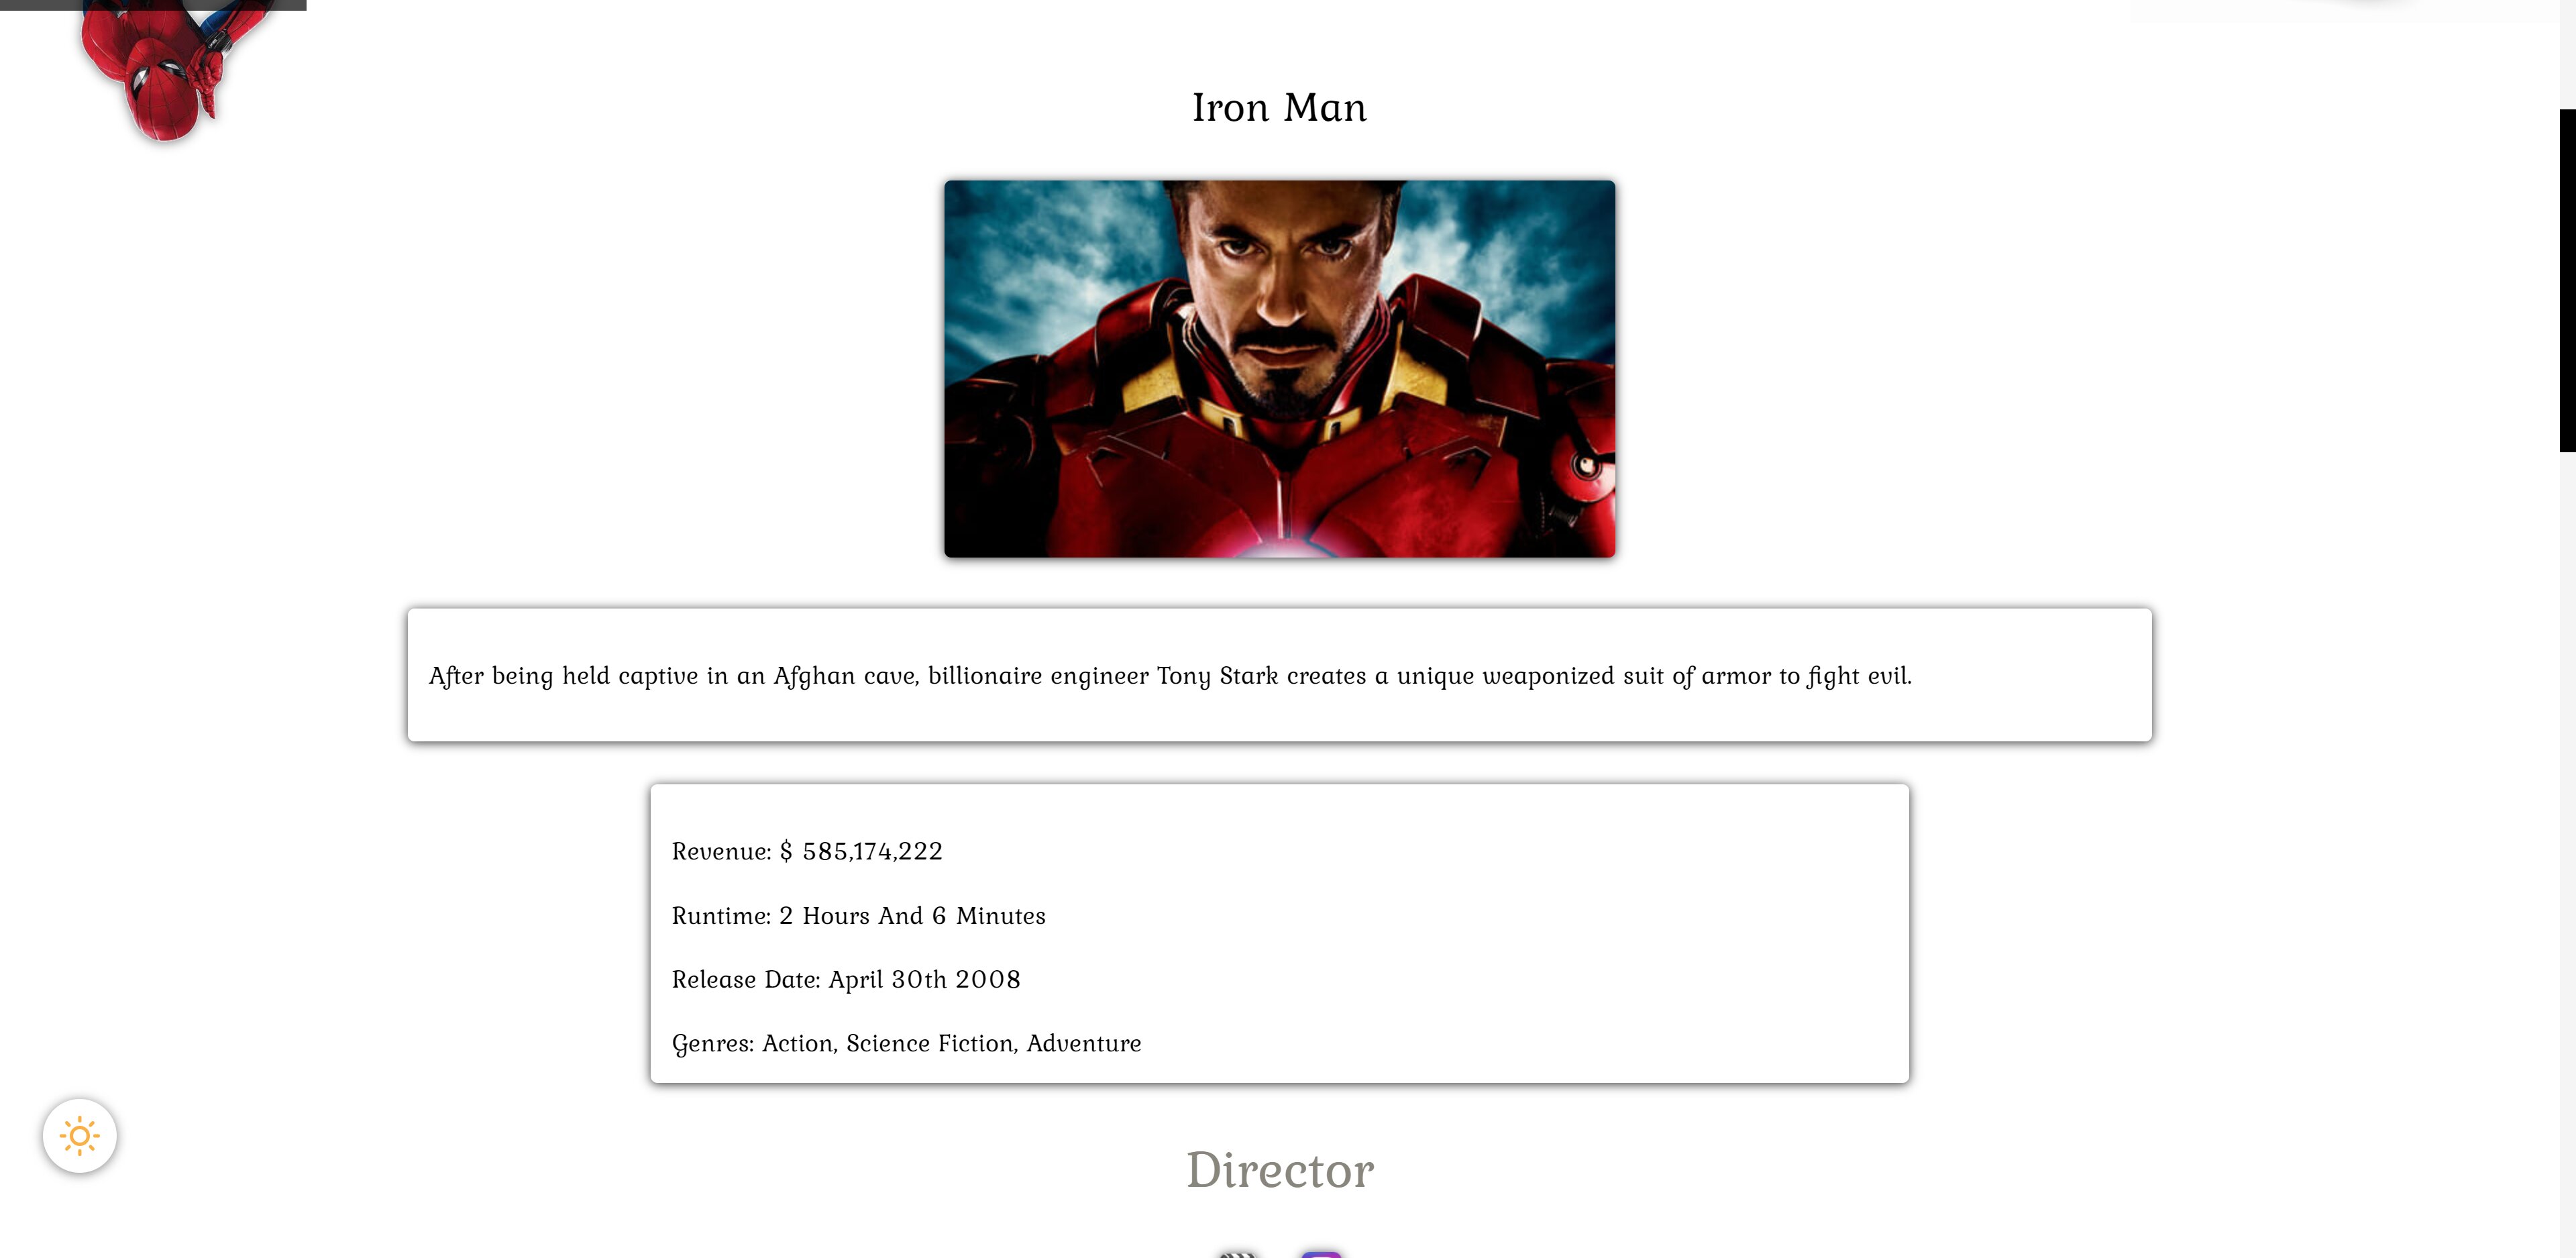 Iron Man
After being held captive in an Afghan cave, billionaire engineer Tony Stark creates a unique weaponized suit of armor to fight evil.
Revenue: $ 585,174,222
Runtime: 2 Hours And 6 Minutes
Release Date: April 30th 2008
Genres: Action, Science Fiction, Adventure
Director